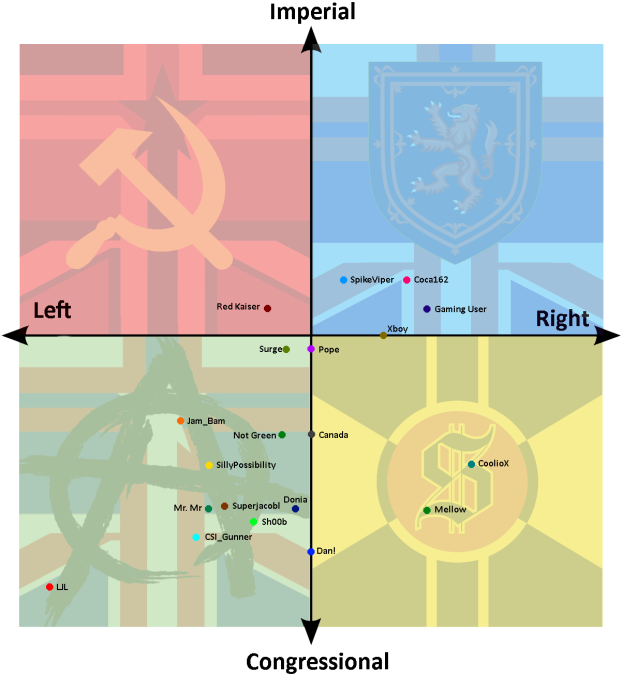 Imperial
SpikeViper
Coca162
Red Kaiser
Gaming User
Left
Right
Xboy
Surge
Pope
Jam_Bam
Not Green
Canada
SillyPossibility
CoolioX
Donia
Mr. Mr
Superjacobl
Mellow
Sh00b
CSI_Gunner
Dan!
LJL
Congressional